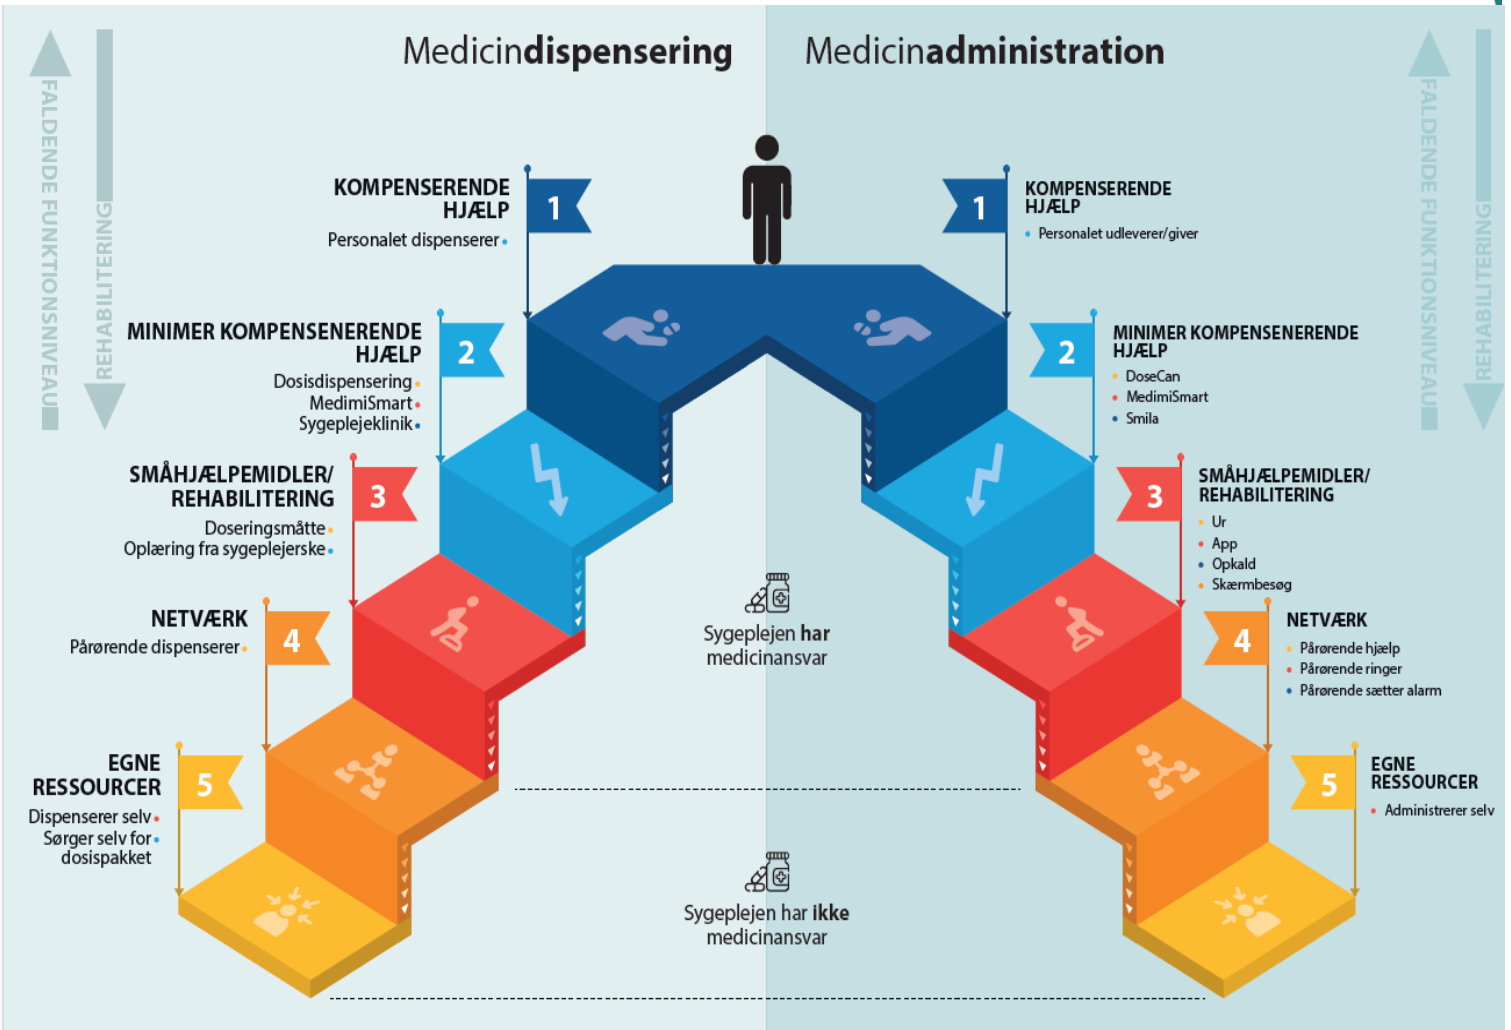 Medicindispensering
Medicinadministration
FALDENDE FUNKTIONSNIVEAU
REHABILITERING
KOMPENSERENDE
HJÆLP
Personalet dispenserer
1
MINIMER KOMPENSENERENDE
HJÆLP
Dosisdispensering
MedimiSmart
Sygeplejeklinik
2
SMÅHJÆLPEMIDLER/
REHABILITERING
Doseringsmåtte
Oplæring fra sygeplejerske
3
NETVÆRK
Pårørende dispenserer
4
EGNE
RESSOURCER
Dispenserer selv
Sørger selv for
dosispakket
5
Sygeplejen har
medicinansvar
Sygeplejen har ikke
medicinansvar
1
KOMPENSERENDE
HJÆLP
Personalet udleverer/giver
2
MINIMER KOMPENSENERENDE
HJÆLP
DoseCan
MedimiSmart
Smila
3
SMÅHJÆLPEMIDLER/
REHABILITERING
Ur
App
Opkald
Skærmbesøg
4
NETVÆRK
Pårørende hjælp
Pårørende ringer
Pårørende sætter alarm
5
EGNE
RESSOURCER
Administrerer selv
FALDENDE FUNKTIONSNIVEAU
REHABILITERING